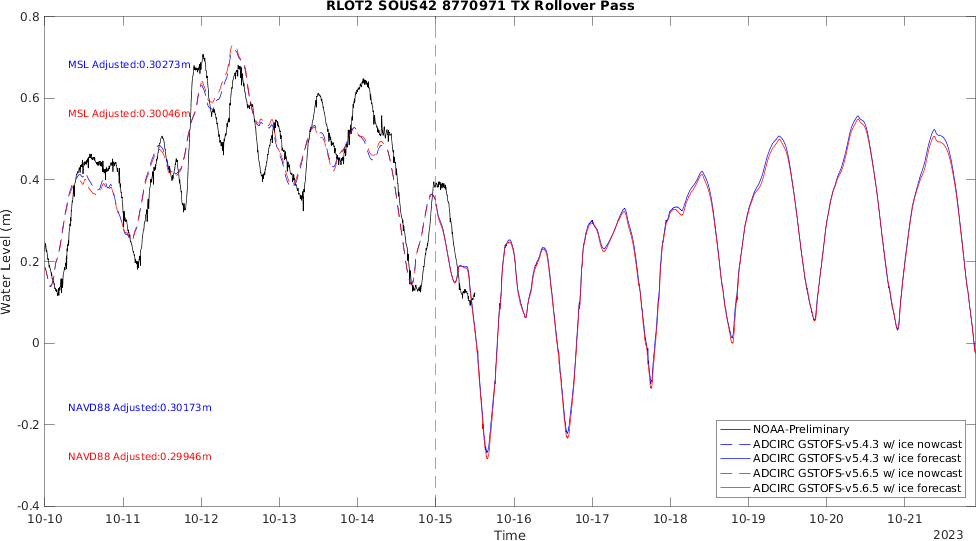 RLOT2 SOUS42 8770971 TX Rollover Pass
0.8
0.6
0.4
0.2
0
-0.2
-0.4
Water Level (m)
MSL Adjusted:0.30273m
MSL Adjusted:0.30046m
NAVD88 Adjusted:0.30173m
NAVD88 Adjusted:0.29946m
NOAA-Preliminary
ADCIRC GSTOFS-v5.4.3 w/ ice nowcast
ADCIRC GSTOFS-v5.4.3 w/ ice forecast
ADCIRC GSTOFS-v5.6.5 w/ ice nowcast
ADCIRC GSTOFS-v5.6.5 w/ ice forecast
10-10 10-11 10-12 10-13 10-14 10-15 10-16 10-17 10-18 10-19 10-20 10-21
Time
2023